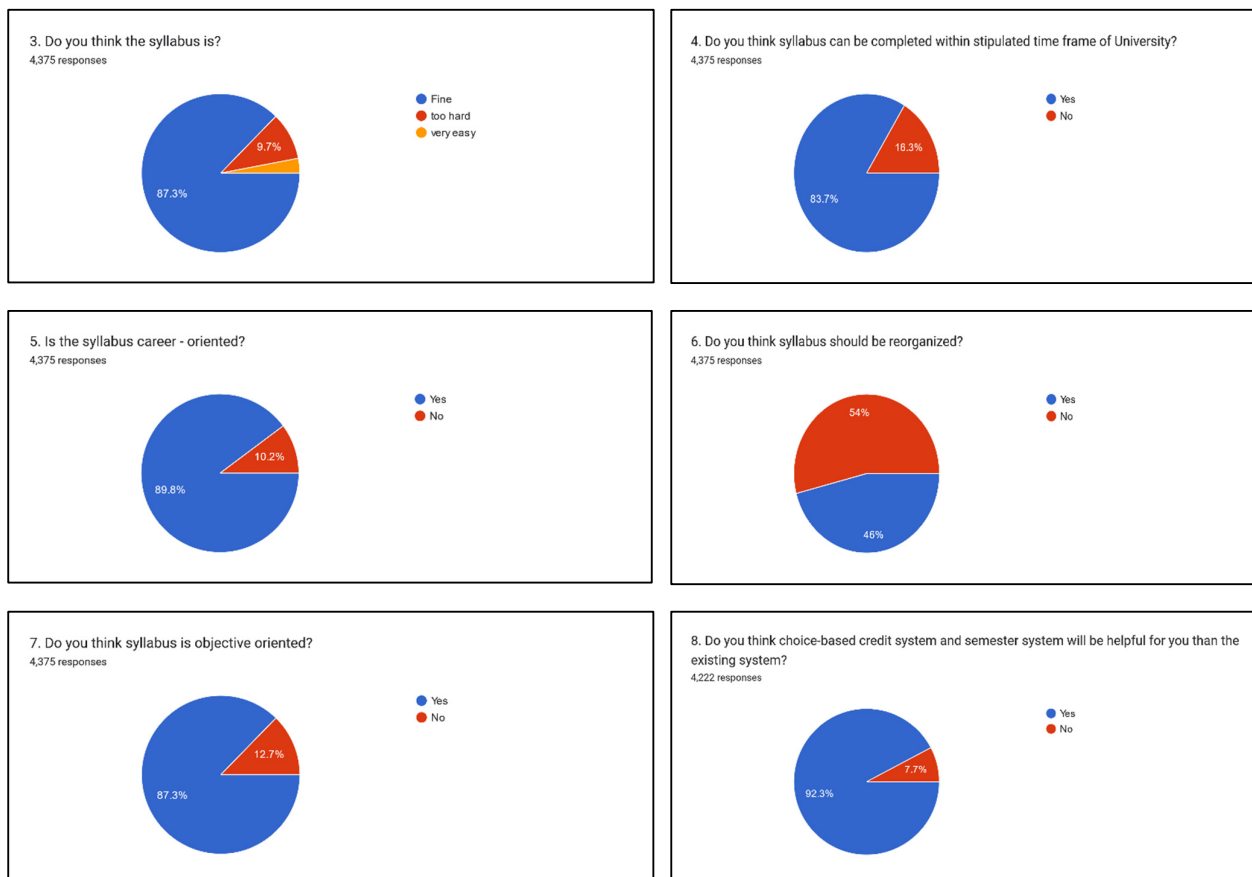 3. Do you think the syllabus is?
4,375 responses
Fine
too hard
very easy
9.7%
87.3%
4. Do you think syllabus can be completed within stipulated time frame of University?
4,375 responses
Yes
No
16.3%
83.7%
5. Is the syllabus career - oriented?
4,375 responses
Yes
No
10.2%
89.8%
6. Do you think syllabus should be reorganized?
4,375 responses
Yes
No
54%
46%
7. Do you think syllabus is objective oriented?
4,375 responses
Yes
No
12.7%
87.3%
8. Do you think choice-based credit system and semester system will be helpful for you than the
existing system?
4,222 responses
Yes
No
7.7%
92.3%